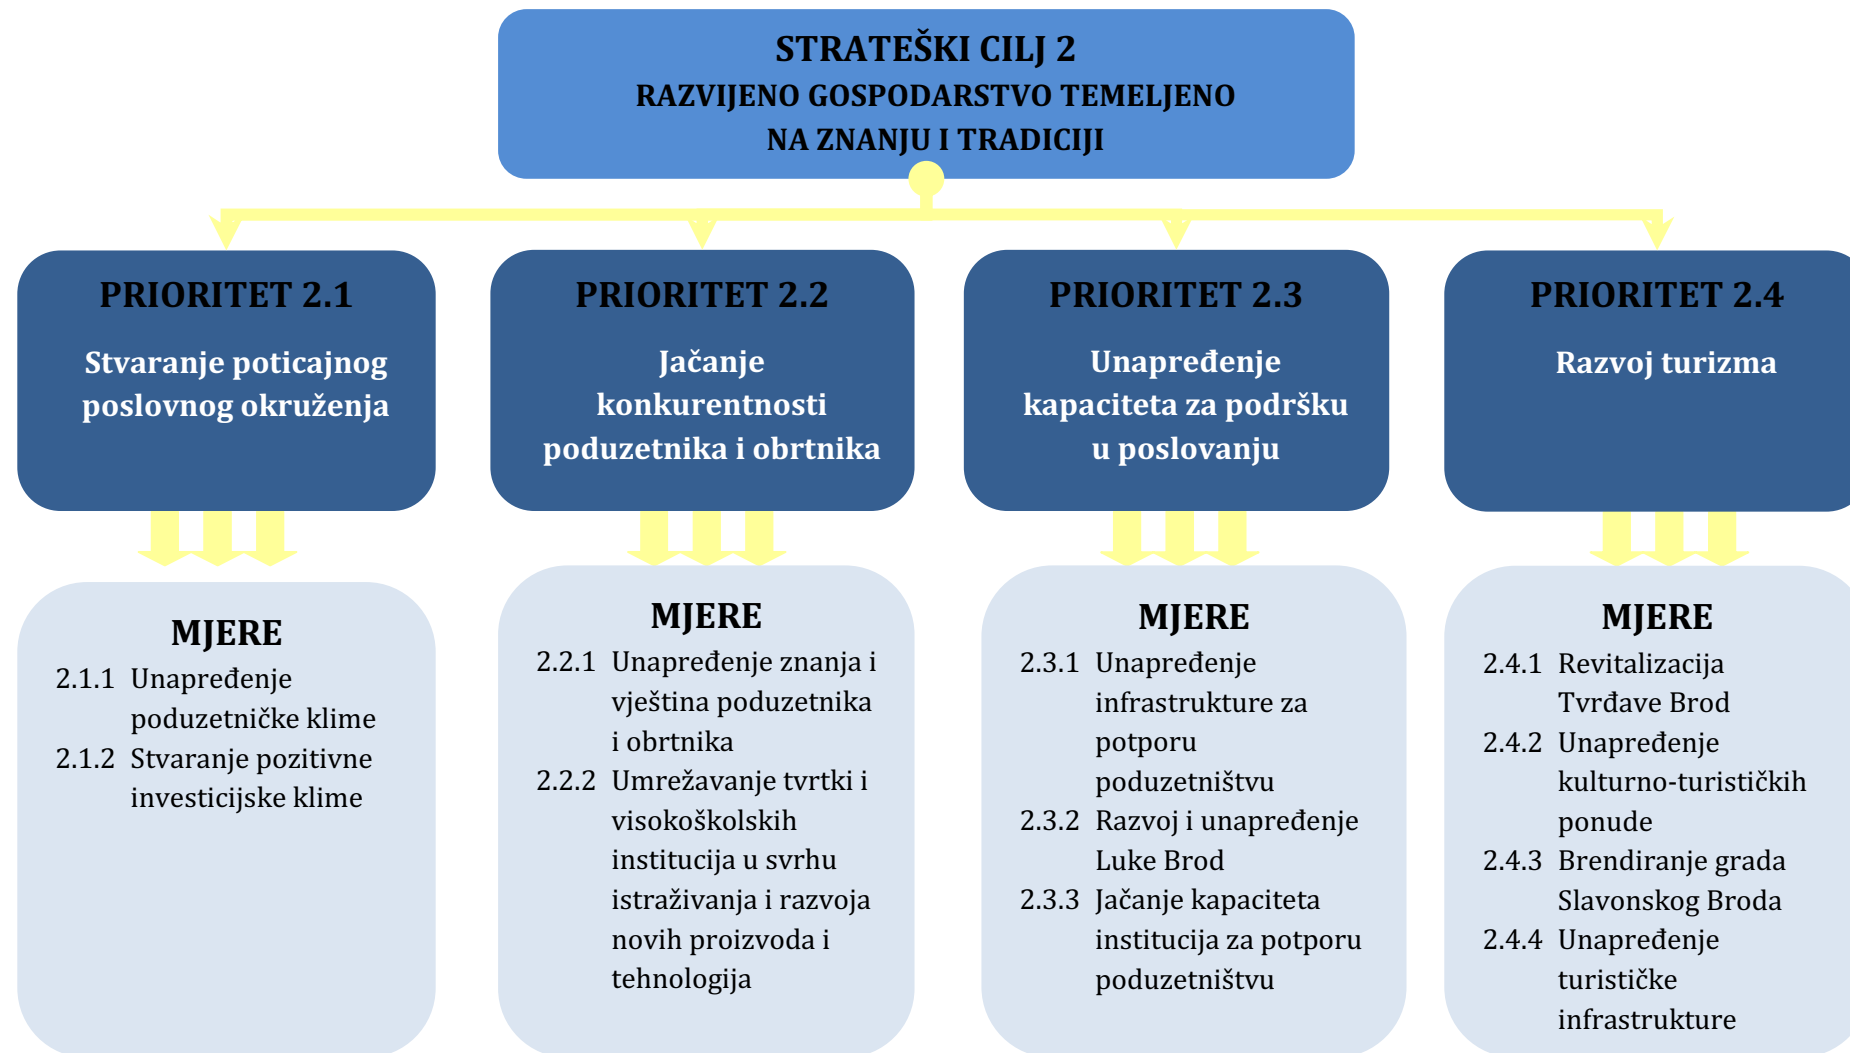 STRATEŠKI CILJ 2
RAZVIJENO GOSPODARSTVO TEMELJENO
NA ZNANJU I TRADICIJI
PRIORITET 2.1
Stvaranje poticajnog
poslovnog okruženja
PRIORITET 2.2
Jačanje
konkurentnosti
poduzetnika i obrtnika
PRIORITET 2.3
Unapređenje
kapaciteta za podršku
u poslovanju
PRIORITET 2.4
Razvoj turizma
MJERE
2.1.1 Unapređenje
poduzetničke klime
2.1.2 Stvaranje pozitivne
investicijske klime
MJERE
2.2.1 Unapređenje znanja i
vještina poduzetnika
i obrtnika
2.2.2 Umrežavanje tvrtki i
visokoškolskih
institucija u svrhu
istraživanja i razvoja
novih proizvoda i
tehnologija
MJERE
2.3.1 Unapređenje
infrastrukture za
potporu
poduzetništvu
2.3.2 Razvoj i unapređenje
Luke Brod
2.3.3 Jačanje kapaciteta
institucija za potporu
poduzetništvu
MJERE
2.4.1 Revitalizacija
Tvrđave Brod
2.4.2 Unapređenje
kulturno-turističkih
ponude
2.4.3 Brendiranje grada
Slavonskog Broda
2.4.4 Unapređenje
turističke
infrastrukture